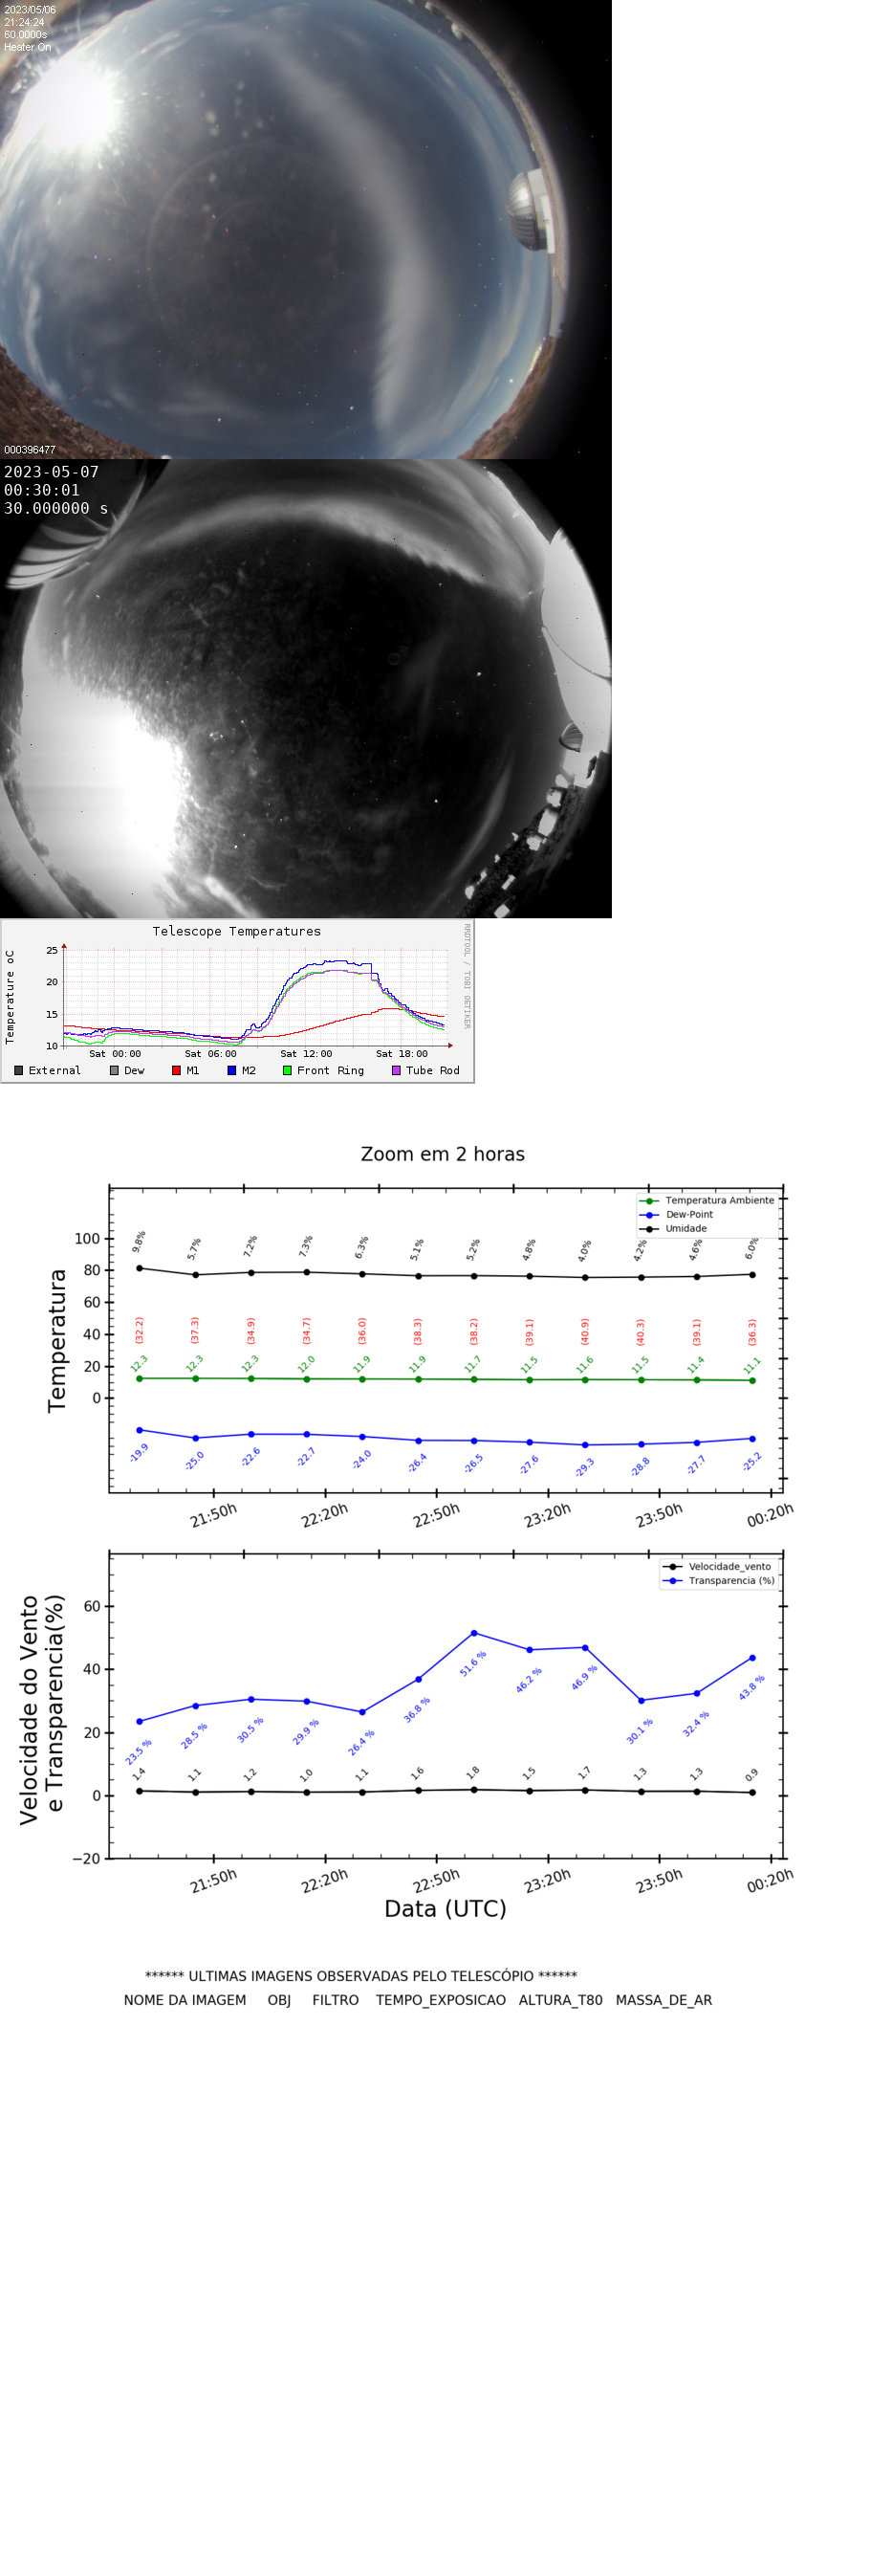 2023/05/06
21:24:24
60.0000s
Heater On
000396477
2023-05-07
00:30:01
30.000000 s
Telescope Temperatures
Temperature oC
25
20
15
10
Sat 00:00 Sat 06:00 Sat 12:00 Sat 18:00
External Dew M1 M2 Front Ring Tube Rod
RRDTOOL / TOBI OETIKER
Zoom em 2 horas
Temperatura
Temperatura Ambiente
Dew-Point
Umidade
100
80
60
40
20
0
9.8% 5.7% 7.2% 7.3% 6.3% 5.1% 5.2% 4.8% 4.0% 4.2% 4.6% 6.0%
(32.2) (37.3) (34.9) (34.7) (36.0) (38.3) (38.2) (39.1) (40.9) (40.3) (39.1) (36.3)
12.3 12.3 12.3 12.0 11.9 11.9 11.7 11.5 11.6 11.5 11.4 11.1
-19.9 -25.0 -22.6 -22.7 -24.0 -26.4 -26.5 -27.6 -29.3 -28.8 -27.7 -25.2
21:50h 22:20h 22:50h 23:20h 23:50h 00:20h
Velocidade do Vento
e Transparencia(%)
Velocidade_vento
Transparencia (%)
60
40
20
0
−20
23.5 % 28.5 % 30.5 % 29.9 % 26.4 % 36.8 % 51.6 % 46.2 % 46.9 % 30.1 % 32.4 % 43.8 %
1.4 1.1 1.2 1.0 1.1 1.6 1.8 1.5 1.7 1.3 1.3 0.9
21:50h 22:20h 22:50h 23:20h 23:50h 00:20h
Data (UTC)
****** ULTIMAS IMAGENS OBSERVADAS PELO TELESCÓPIO ******
NOME DA IMAGEM OBJ FILTRO TEMPO_EXPOSICAO ALTURA_T80 MASSA_DE_AR